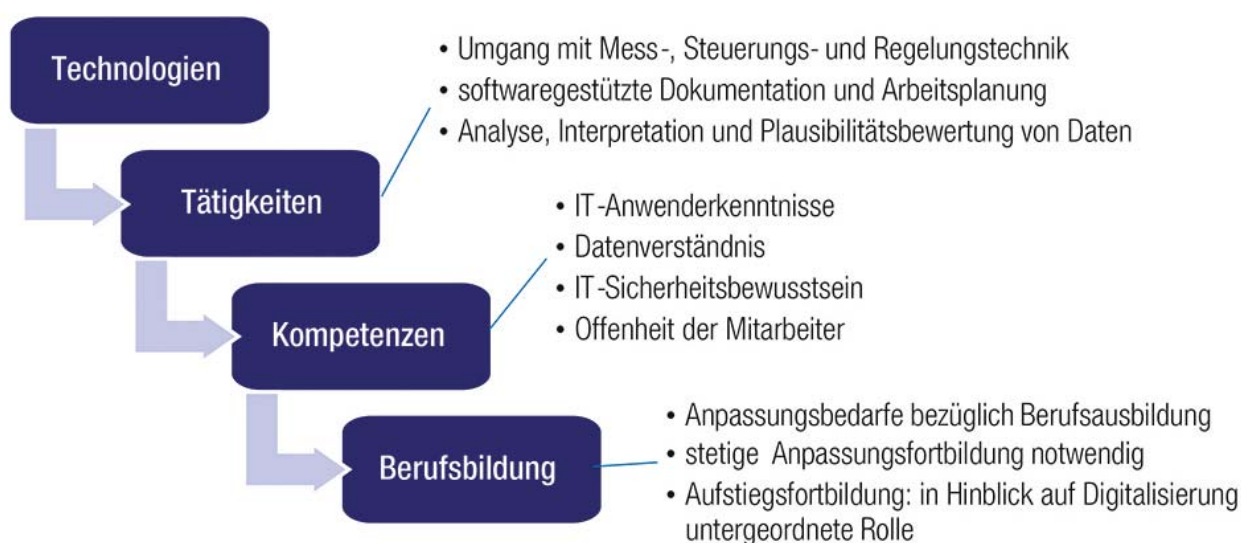 Technologien
• Umgang mit Mess-, Steuerungs- und Regelungstechnik
• softwaregestützte Dokumentation und Arbeitsplanung
• Analyse, Interpretation und Plausibilitätsbewertung von Daten
Tätigkeiten
• IT-Anwenderkenntnisse
• Datenverständnis
• IT-Sicherheitsbewusstsein
• Offenheit der Mitarbeiter
Kompetenzen
• Anpassungsbedarfe bezüglich Berufsausbildung
• stetige Anpassungsfortbildung notwendig
• Aufstiegsfortbildung: in Hinblick auf Digitalisierung
untergeordnete Rolle
Berufsbildung